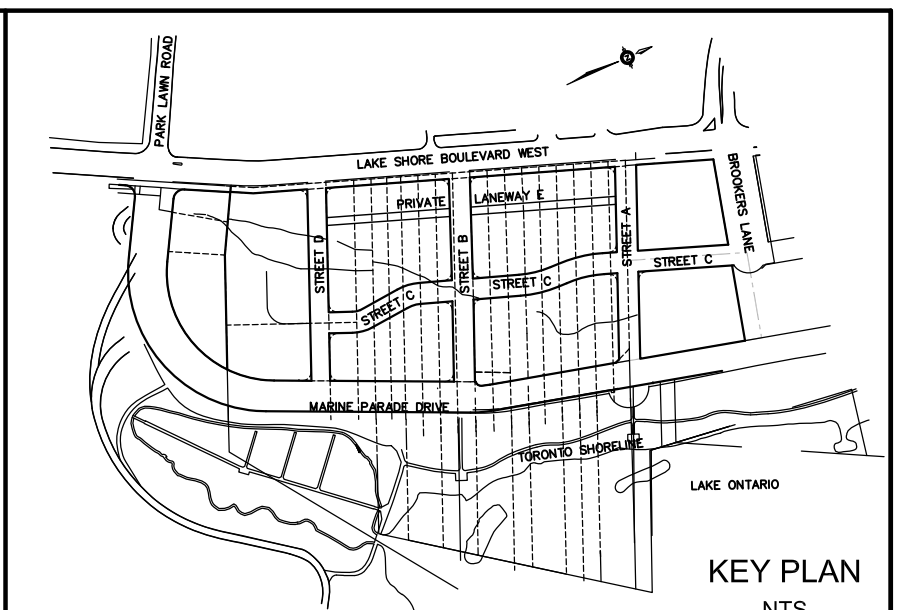 PARK LAWN ROAD
LAKE SHORE BOULEVARD WEST
BROOKERS LANE
PRIVATE LANEWAY E
STREET D
STREET B
STREET A
STREET C
STREET C
STREET C
MARINE PARADE DRIVE
TORONTO SHORELINE
LAKE ONTARIO
KEY PLAN
NTS